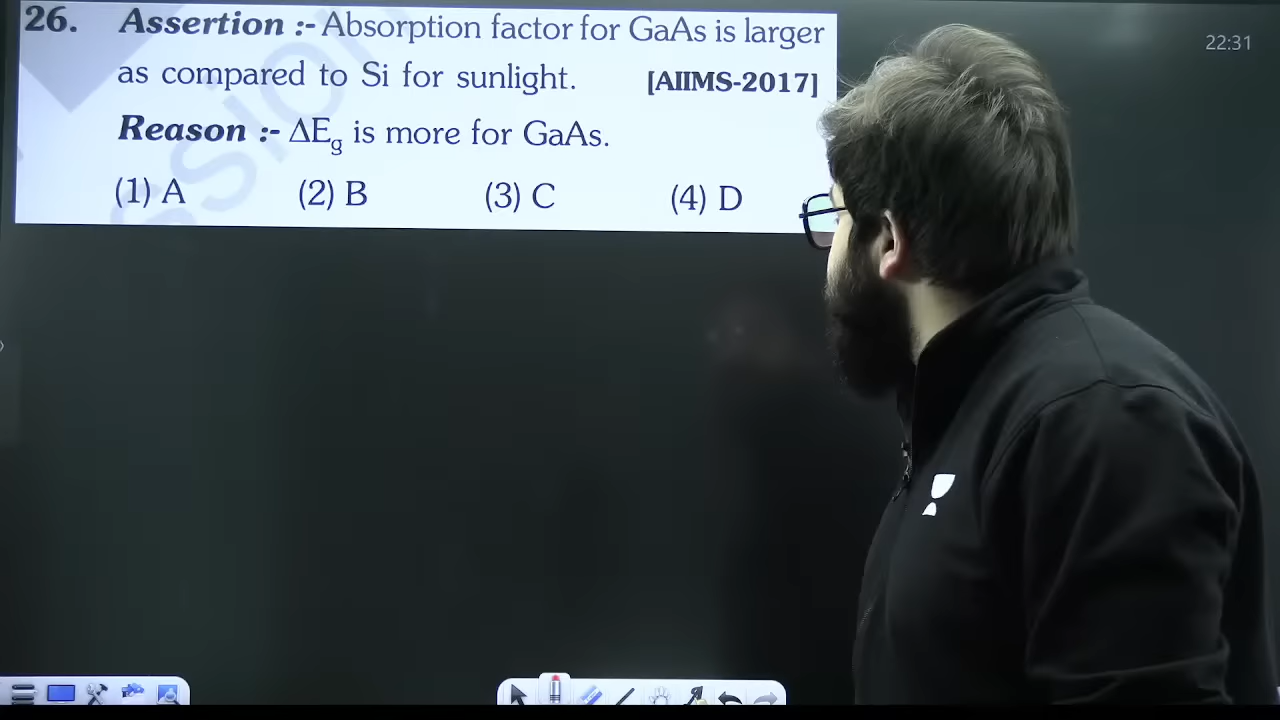 26. Assertion :- Absorption factor for GaAs is larger
as compared to Si for sunlight. [AIIMS-2017]
Reason :- ΔEg is more for GaAs.
(1) A (2) B (3) C (4) D
22:31